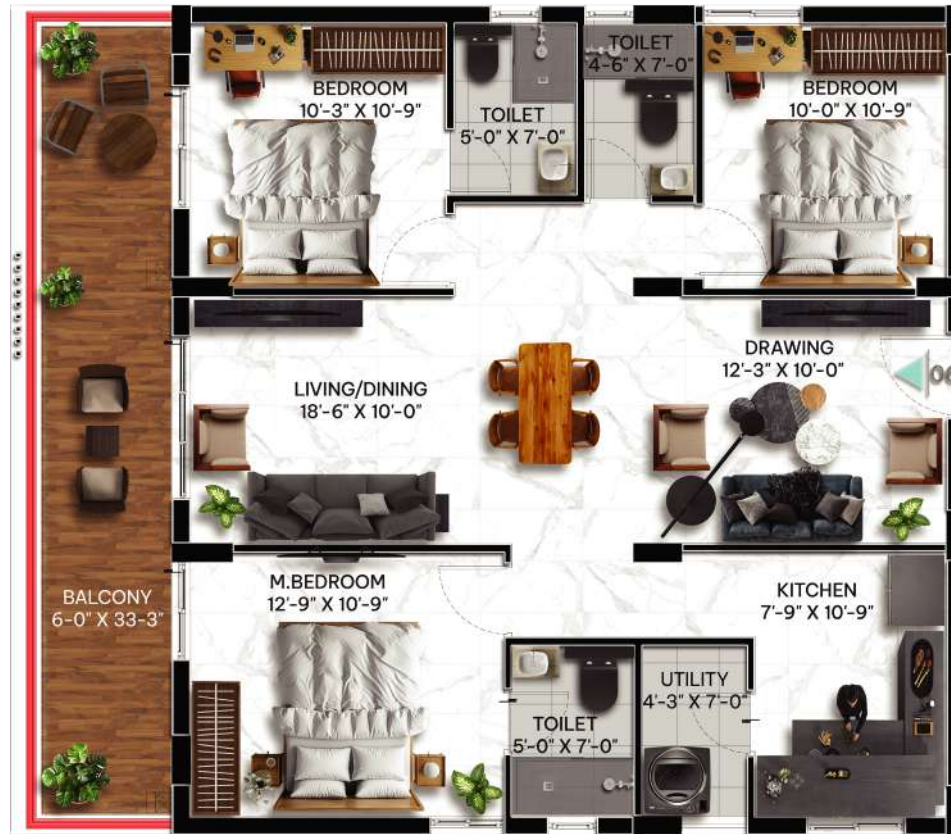 BEDROOM
10'-3" X 10'-9"
TOILET
5'-0" X 7'-0"
TOILET
4-6" X 7'-0"
BEDROOM
10'-0" X 10'-9"
LIVING/DINING
18'-6" X 10'-0"
DRAWING
12'-3" X 10'-0"
BALCONY
6-0" X 33-3"
M.BEDROOM
12'-9" X 10'-9"
TOILET
5'-0" X 7'-0"
UTILITY
4'-3" X 7'-0"
KITCHEN
7'-9" X 10'-9"